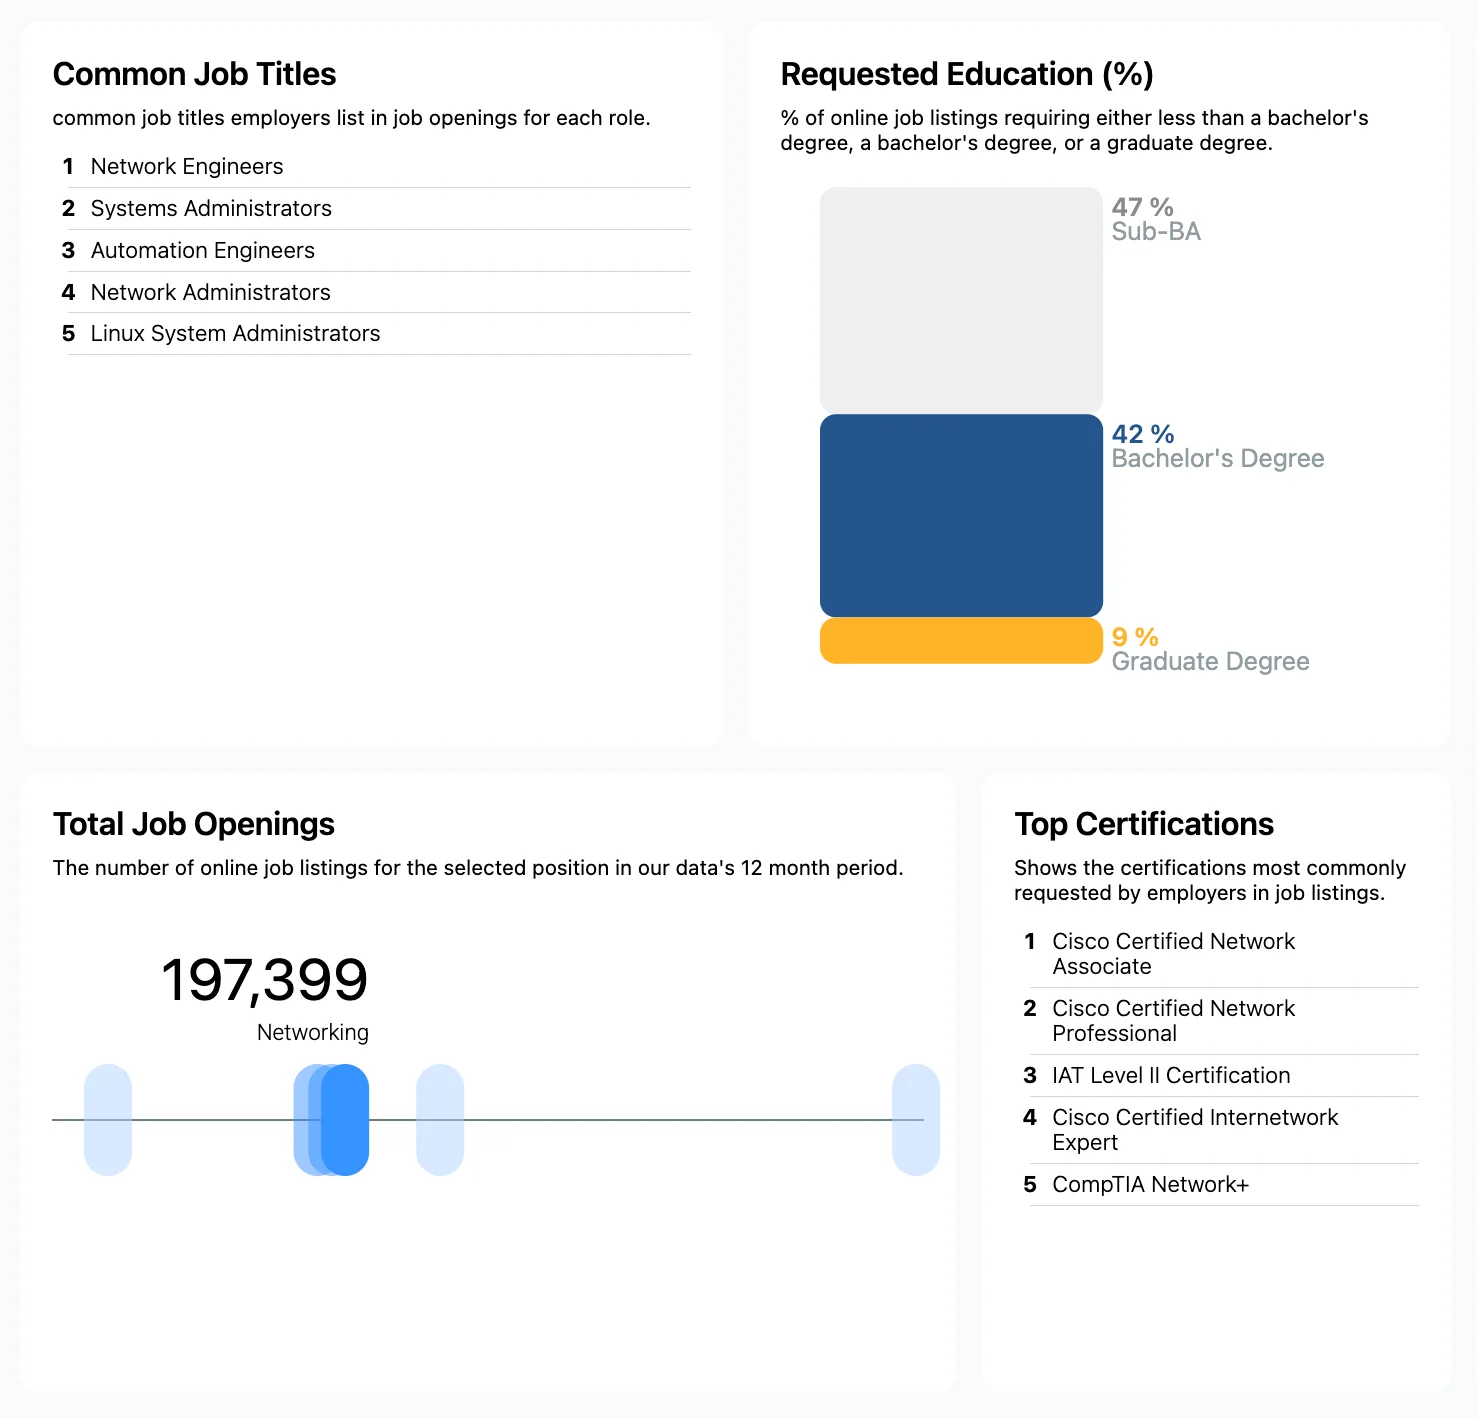 Common Job Titles
common job titles employers list in job openings for each role.
1 Network Engineers
2 Systems Administrators
3 Automation Engineers
4 Network Administrators
5 Linux System Administrators
Requested Education (%)
% of online job listings requiring either less than a bachelor's
degree, a bachelor's degree, or a graduate degree.
47 %
Sub-BA
42 %
Bachelor's Degree
9 %
Graduate Degree
Total Job Openings
The number of online job listings for the selected position in our data's 12 month period.
197,399
Networking
Top Certifications
Shows the certifications most commonly
requested by employers in job listings.
1 Cisco Certified Network
Associate
2 Cisco Certified Network
Professional
3 IAT Level II Certification
4 Cisco Certified Internetwork
Expert
5 CompTIA Network+